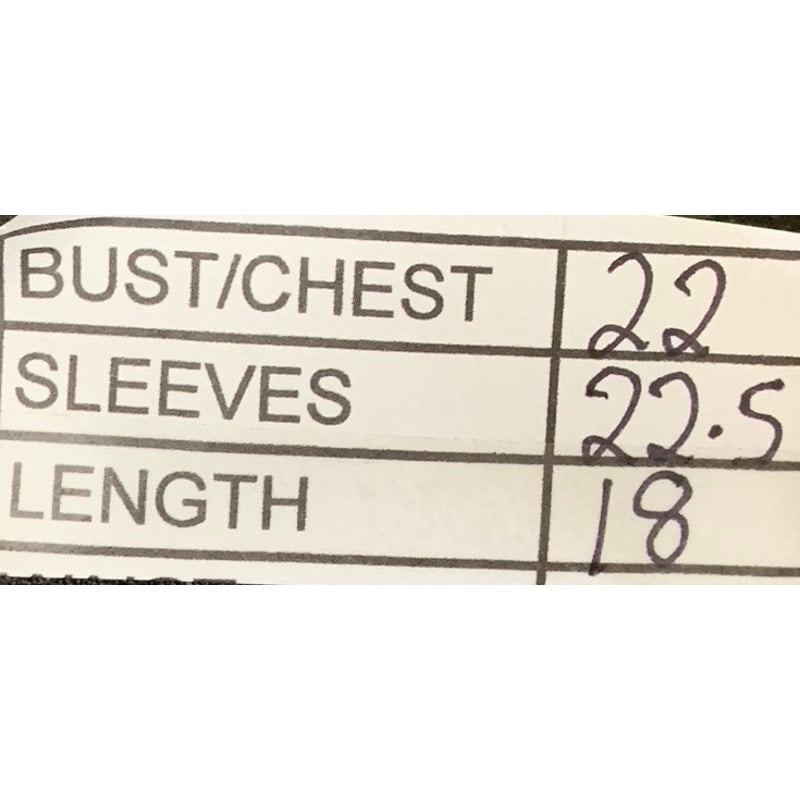 BUST/CHEST 22
SLEEVES 22.5
LENGTH 18